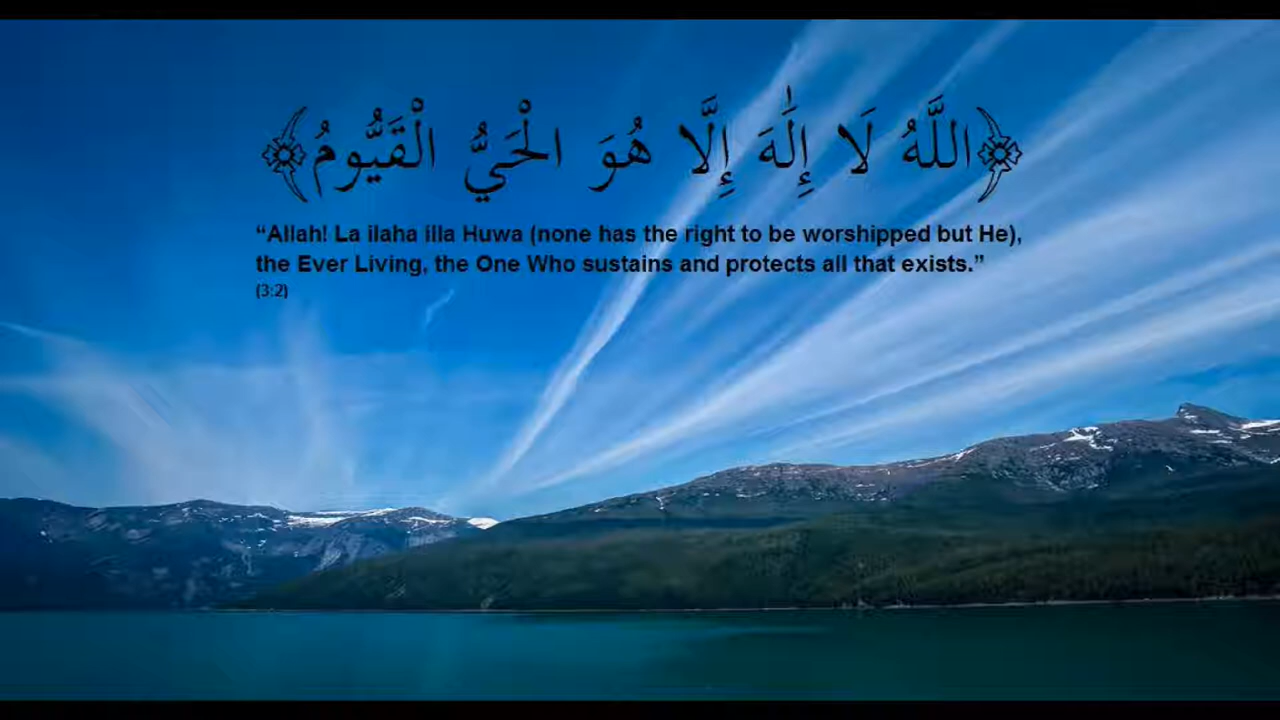 ﴿اللَّهُ لَا إِلَٰهَ إِلَّا هُوَ الْحَيُّ الْقَيُّومُ﴾
“Allah! La ilaha illa Huwa (none has the right to be worshipped but He),
the Ever Living, the One Who sustains and protects all that exists.”
(3:2)